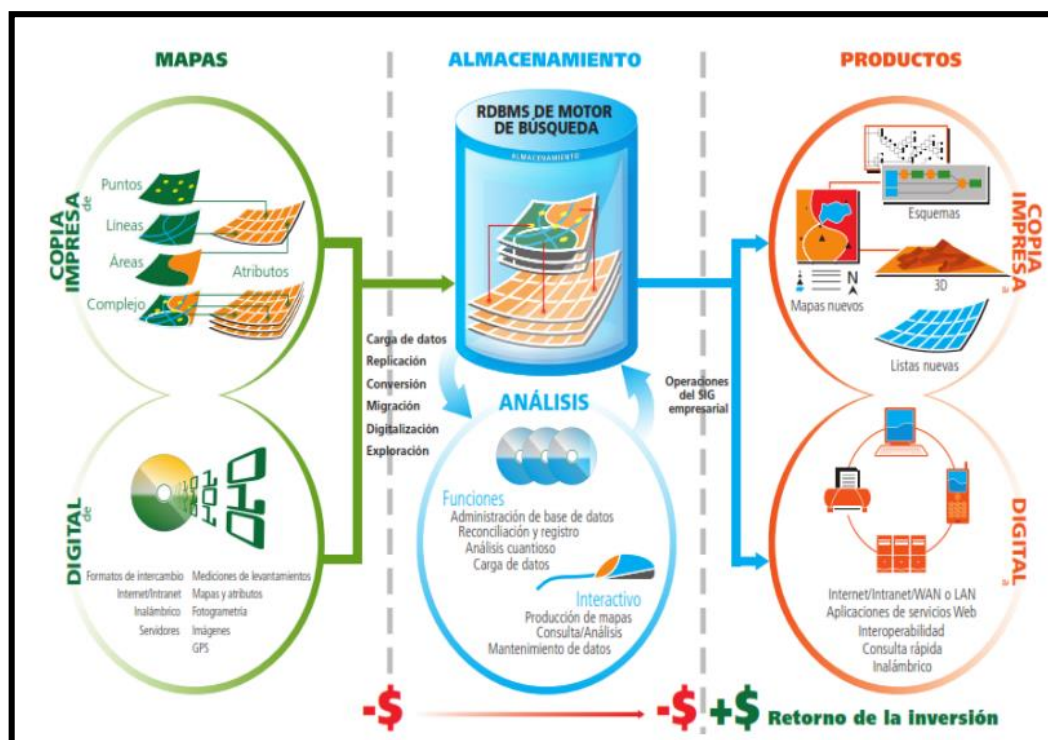 MAPAS
COPIA
IMPRESA
de
Puntos
Líneas
Áreas
Complejo
Atributos
DIGITAL
de
Formatos de intercambio
Internet/Intranet
Inalámbrico
Servidores
Mediciones de levantamientos
Mapas y atributos
Fotogrametría
Imágenes
GPS
ALMACENAMIENTO
RDBMS DE MOTOR
DE BÚSQUEDA
ALMACENAMIENTO
Carga de datos
Replicación
Conversión
Migración
Digitalización
Exploración
Operaciones
del SIG
empresarial
ANÁLISIS
Funciones
Administración de base de datos
Reconciliación y registro
Análisis cuantioso
Carga de datos
Interactivo
Producción de mapas
Consulta/Análisis
Mantenimiento de datos
PRODUCTOS
COPIA
IMPRESA
Esquemas
N
Mapas nuevos
3D
Listas nuevas
DIGITAL
Internet/Intranet/WAN o LAN
Aplicaciones de servicios Web
Interoperabilidad
Consulta rápida
Inalámbrico
-$
-$
+$ Retorno de la inversión